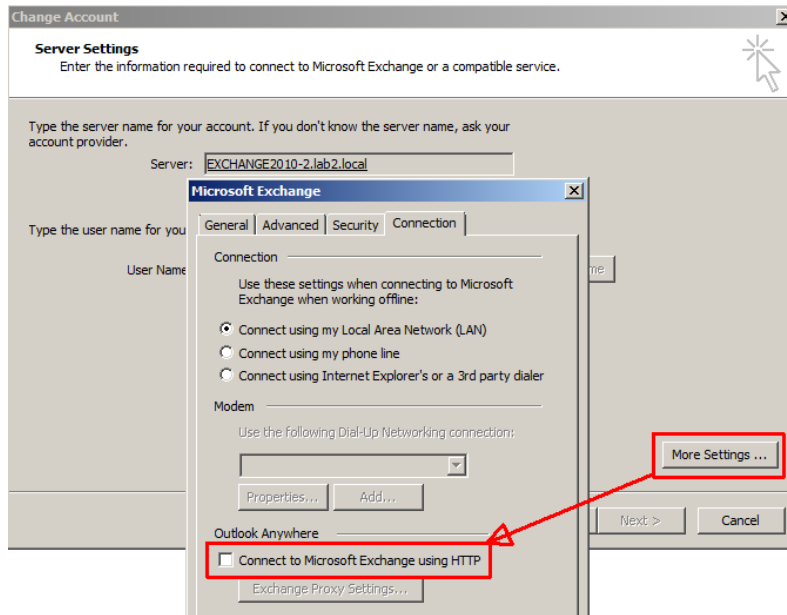 Change Account
Server Settings
Enter the information required to connect to Microsoft Exchange or a compatible service.
Type the server name for your account. If you don't know the server name, ask your
account provider.
Server: EXCHANGE2010-2.lab2.local
Microsoft Exchange
General Advanced Security Connection
Type the user name for you
Connection
User Name
Use these settings when connecting to Microsoft
Exchange when working offline:
Connect using my Local Area Network (LAN)
Connect using my phone line
Connect using Internet Explorer's or a 3rd party dialer
Modem
Use the following Dial-Up Networking connection:
More Settings ...
Properties... Add...
Next > Cancel
Outlook Anywhere
Connect to Microsoft Exchange using HTTP
Exchange Proxy Settings...